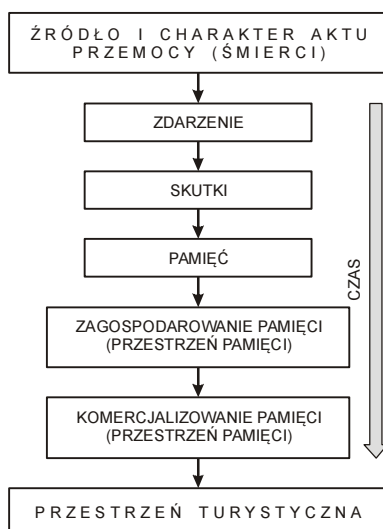 ŹRÓDŁO I CHARAKTER AKTU
PRZEMOCY (ŚMIERCI)
ZDARZENIE
SKUTKI
PAMIĘĆ
ZAGOSPODAROWANIE PAMIĘCI
(PRZESTRZEŃ PAMIĘCI)
KOMERCJALIZOWANIE PAMIĘCI
(PRZESTRZEŃ PAMIĘCI)
PRZESTRZEŃ TURYSTYCZNA
CZAS